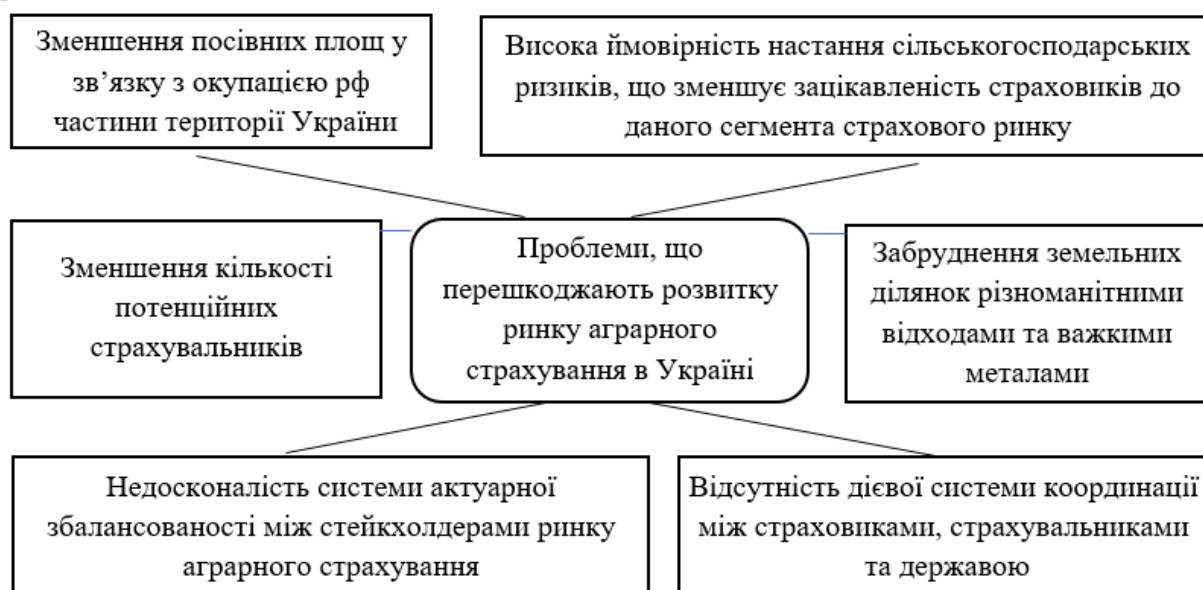 Зменшення посівних площ у
зв’язку з окупацією рф
частини території України
Висока ймовірність настання сільськогосподарських
ризиків, що зменшує зацікавленість страховиків до
даного сегмента страхового ринку
Зменшення кількості
потенційних
страхувальників
Проблеми, що
перешкоджають розвитку
ринку аграрного
страхування в Україні
Забруднення земельних
ділянок різноманітними
відходами та важкими
металами
Недосконалість системи актуарної
збалансованості між стейкхолдерами ринку
аграрного страхування
Відсутність дієвої системи координації
між страховиками, страхувальниками
та державою